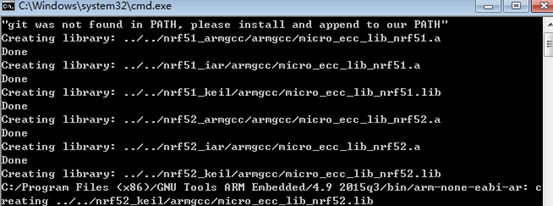 C:\Windows\system32\cmd.exe
"git was not found in PATH, please install and append to our PATH"
Creating library: ../../nrf51_armgcc/armgcc/micro_ecc_lib_nrf51.a
Done
Creating library: ../../nrf51_iar/armgcc/micro_ecc_lib_nrf51.a
Done
Creating library: ../../nrf51_keil/armgcc/micro_ecc_lib_nrf51.lib
Creating library: ../../nrf52_armgcc/armgcc/micro_ecc_lib_nrf52.a
Done
Creating library: ../../nrf52_iar/armgcc/micro_ecc_lib_nrf52.a
Done
Creating library: ../../nrf52_keil/armgcc/micro_ecc_lib_nrf52.lib
C:/Program Files (x86)/GNU Tools ARM Embedded/4.9 2015q3/bin/arm-none-eabi-ar: c
reating ../../nrf52_keil/armgcc/micro_ecc_lib_nrf52.lib